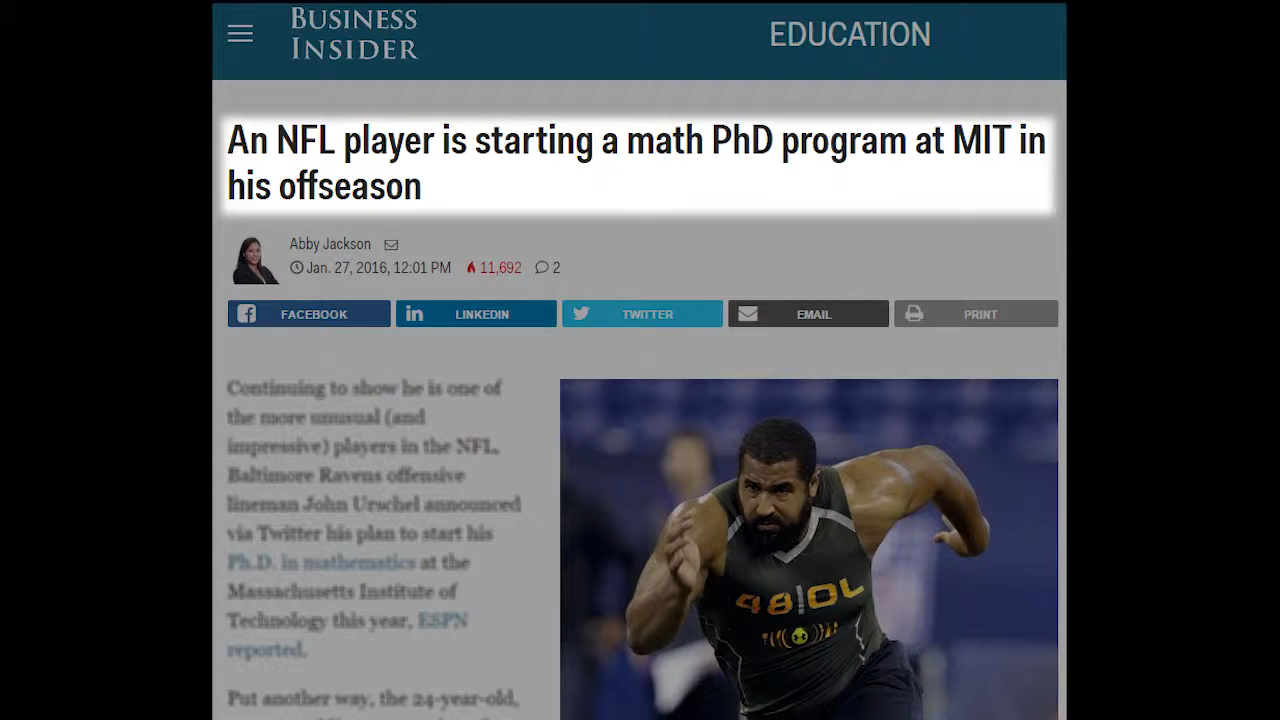 BUSINESS
INSIDER
EDUCATION
An NFL player is starting a math PhD program at MIT in
his offseason
Abby Jackson
Jan. 27, 2016, 12:01 PM 11,692 2
FACEBOOK
LINKEDIN
TWITTER
EMAIL
PRINT
Continuing to show he is one of
the more unusual (and
impressive) players in the NFL,
Baltimore Ravens offensive
lineman John Urschel announced
via Twitter his plan to start his
Ph.D. in mathematics at the
Massachusetts Institute of
Technology this year, ESPN
reported.
Put another way, the 24-year-old,
48|OL